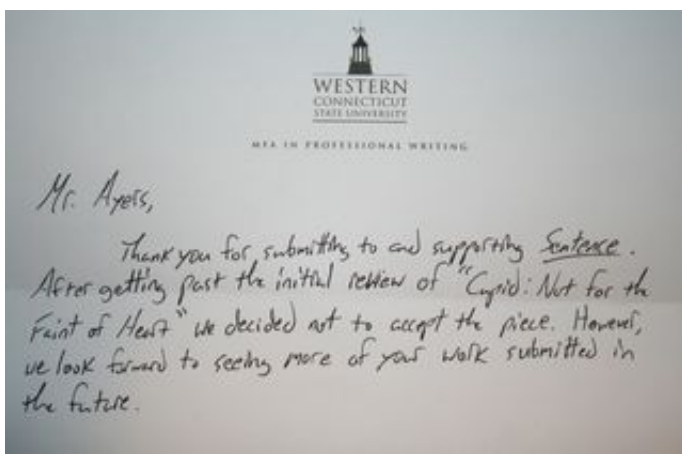 WESTERN
CONNECTICUT
STATE UNIVERSITY
MFA IN PROFESSIONAL WRITING
Mr. Ayers,
Thank you for submitting to and supporting Sentence.
After getting past the initial review of "Cupid: Not for the
Faint of Heart" we decided not to accept the piece. However,
we look forward to seeing more of your work submitted in
the future.